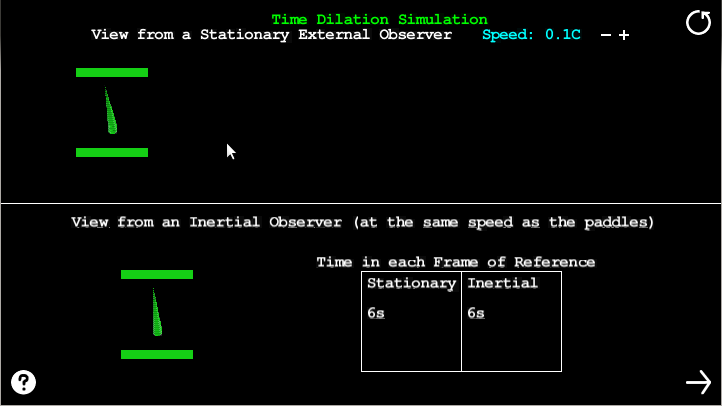 Time Dilation Simulation
View from a Stationary External Observer Speed: 0.1C − +
View from an Inertial Observer (at the same speed as the paddles)
Time in each Frame of Reference
Stationary Inertial
6s 6s
?